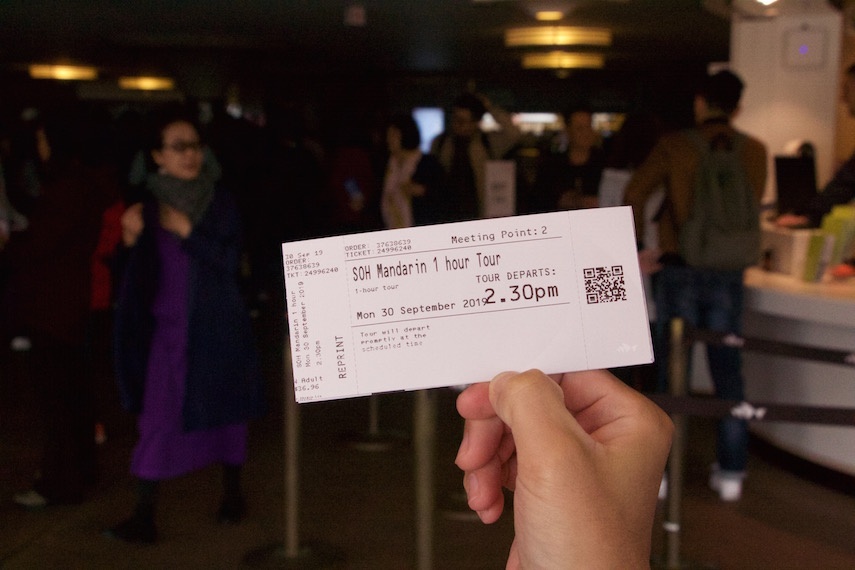 30 Sep 19
ORDER:
37638639
TKT:24996240
SOH Mandarin 1 hour
Mon 30 September 2019
2.30pm
Adult
$36.96
REPRINT
ORDER: 37638639
TICKET:24996240
Meeting Point:2
SOH Mandarin 1 hour Tour
1-hour tour
TOUR DEPARTS:
2.30pm
Mon 30 September 2019
Tour will depart
promptly at the
scheduled time